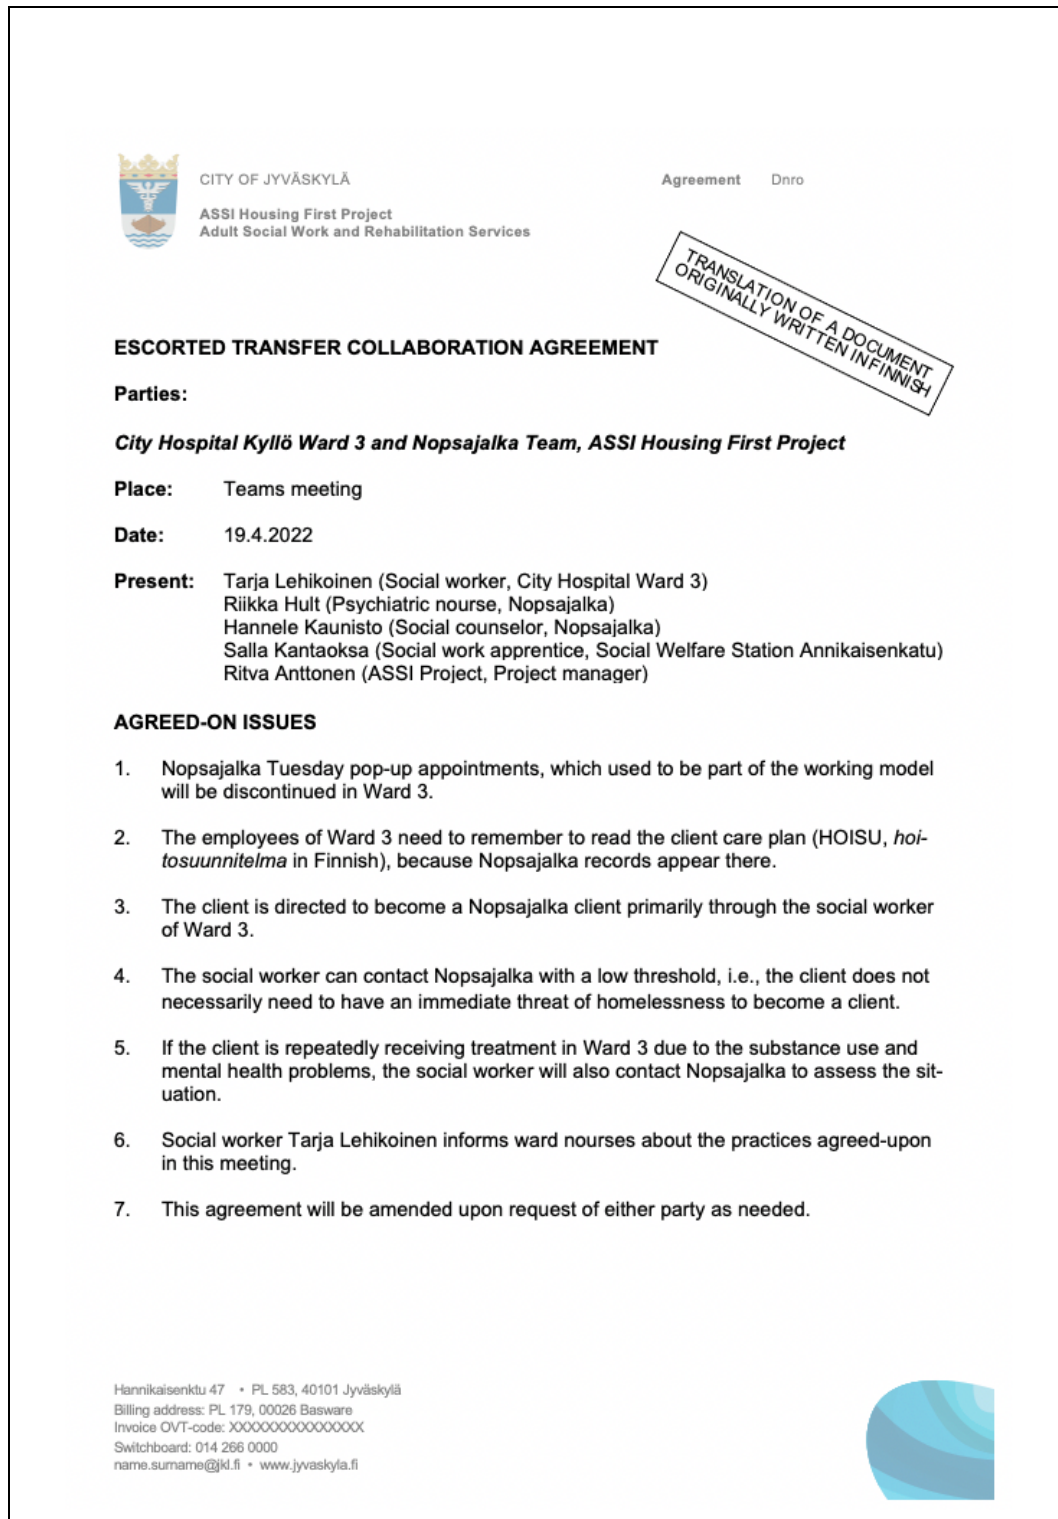 CITY OF JYVÄSKYLÄ
Agreement Dnro
ASSI Housing First Project
Adult Social Work and Rehabilitation Services
TRANSLATION OF A DOCUMENT
ORIGINALLY WRITTEN IN FINNISH
ESCORTED TRANSFER COLLABORATION AGREEMENT
Parties:
City Hospital Kyllö Ward 3 and Nopsajalka Team, ASSI Housing First Project
Place: Teams meeting
Date: 19.4.2022
Present: Tarja Lehikoinen (Social worker, City Hospital Ward 3)
Riikka Hult (Psychiatric nourse, Nopsajalka)
Hannele Kaunisto (Social counselor, Nopsajalka)
Salla Kantaoksa (Social work apprentice, Social Welfare Station Annikaisenkatu)
Ritva Anttonen (ASSI Project, Project manager)
AGREED-ON ISSUES
1. Nopsajalka Tuesday pop-up appointments, which used to be part of the working model
will be discontinued in Ward 3.
2. The employees of Ward 3 need to remember to read the client care plan (HOISU, hoi-
tosuunnitelma in Finnish), because Nopsajalka records appear there.
3. The client is directed to become a Nopsajalka client primarily through the social worker
of Ward 3.
4. The social worker can contact Nopsajalka with a low threshold, i.e., the client does not
necessarily need to have an immediate threat of homelessness to become a client.
5. If the client is repeatedly receiving treatment in Ward 3 due to the substance use and
mental health problems, the social worker will also contact Nopsajalka to assess the sit-
uation.
6. Social worker Tarja Lehikoinen informs ward nourses about the practices agreed-upon
in this meeting.
7. This agreement will be amended upon request of either party as needed.
Hannikaisenktu 47 • PL 583, 40101 Jyväskylä
Billing address: PL 179, 00026 Basware
Invoice OVT-code: XXXXXXXXXXXXXXX
Switchboard: 014 266 0000
name.surname@jkl.fi • www.jyvaskyla.fi